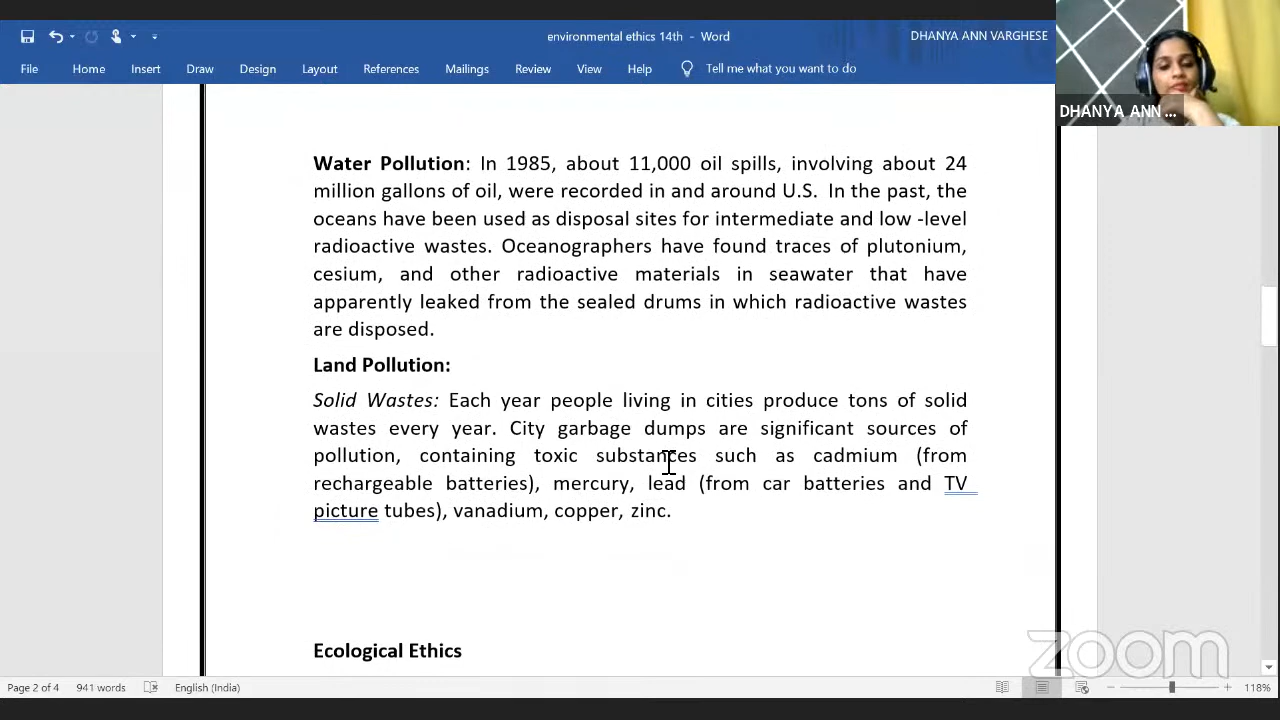 environmental ethics 14th - Word
DHANYA ANN VARGHESE
File Home Insert Draw Design Layout References Mailings Review View Help Tell me what you want to do
DHANYA ANN ...
Water Pollution: In 1985, about 11,000 oil spills, involving about 24
million gallons of oil, were recorded in and around U.S. In the past, the
oceans have been used as disposal sites for intermediate and low -level
radioactive wastes. Oceanographers have found traces of plutonium,
cesium, and other radioactive materials in seawater that have
apparently leaked from the sealed drums in which radioactive wastes
are disposed.
Land Pollution:
Solid Wastes: Each year people living in cities produce tons of solid
wastes every year. City garbage dumps are significant sources of
pollution, containing toxic substances such as cadmium (from
rechargeable batteries), mercury, lead (from car batteries and TV
picture tubes), vanadium, copper, zinc.
Ecological Ethics
zoom
Page 2 of 4 941 words English (India) 118%